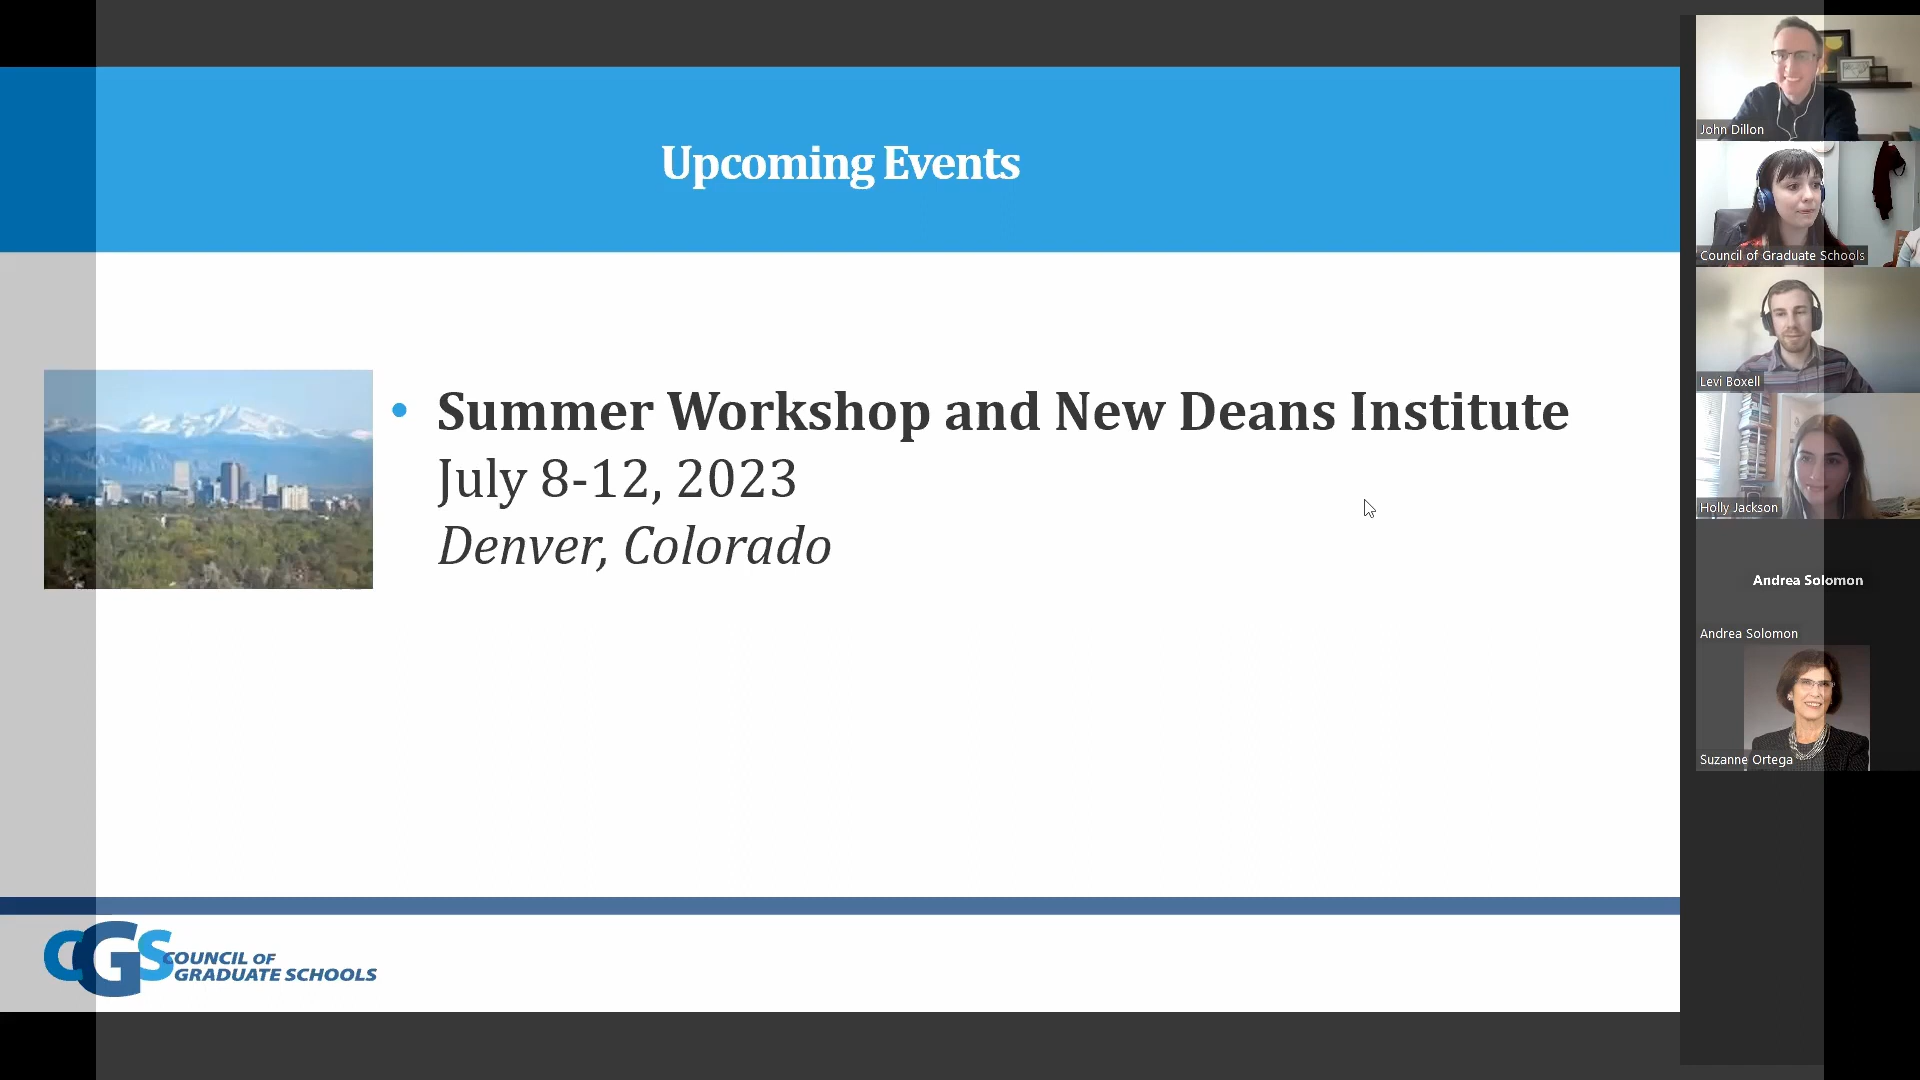 Upcoming Events
• Summer Workshop and New Deans Institute
July 8-12, 2023
Denver, Colorado
CGS COUNCIL OF
GRADUATE SCHOOLS
John Dillon
Council of Graduate Schools
Levi Boxell
Holly Jackson
Andrea Solomon
Andrea Solomon
Suzanne Ortega